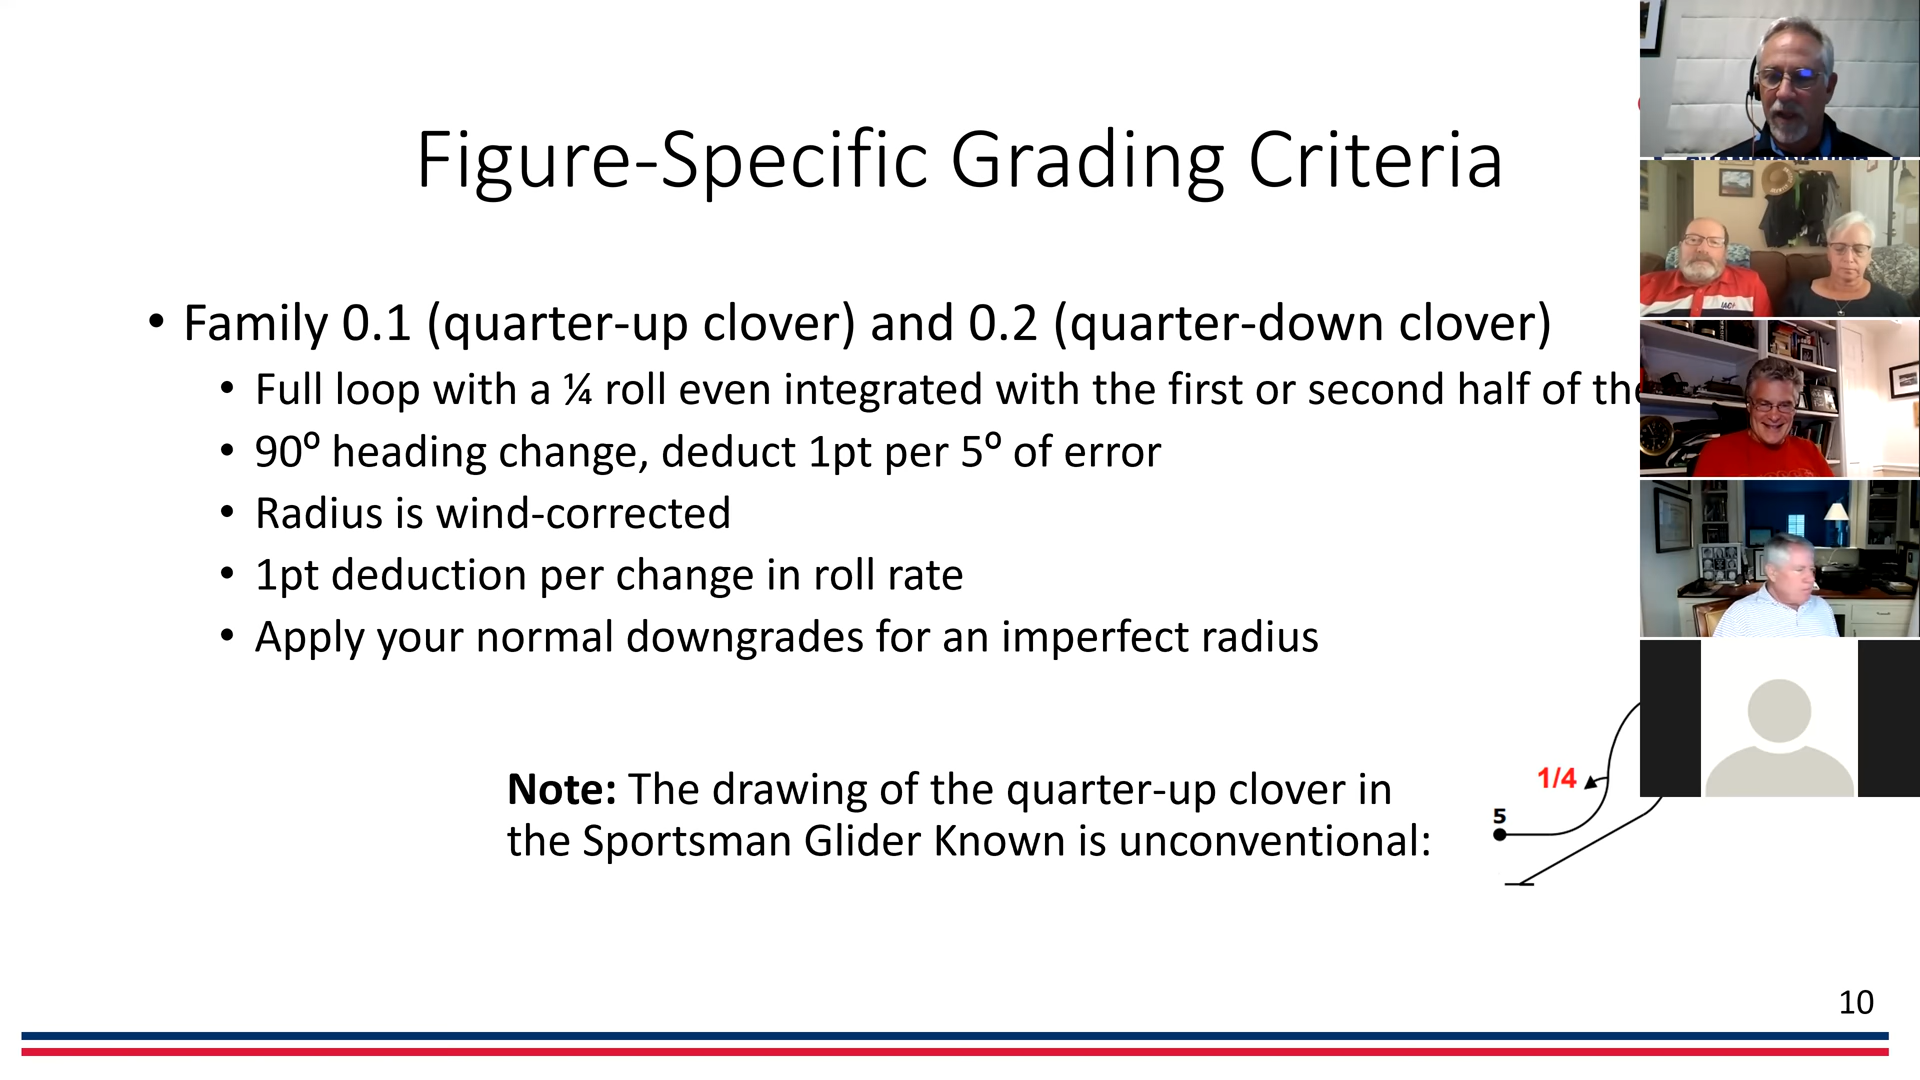 Figure-Specific Grading Criteria
• Family 0.1 (quarter-up clover) and 0.2 (quarter-down clover)
• Full loop with a ¼ roll even integrated with the first or second half of the
• 90º heading change, deduct 1pt per 5º of error
• Radius is wind-corrected
• 1pt deduction per change in roll rate
• Apply your normal downgrades for an imperfect radius
Note: The drawing of the quarter-up clover in
the Sportsman Glider Known is unconventional:
1/4
5
10